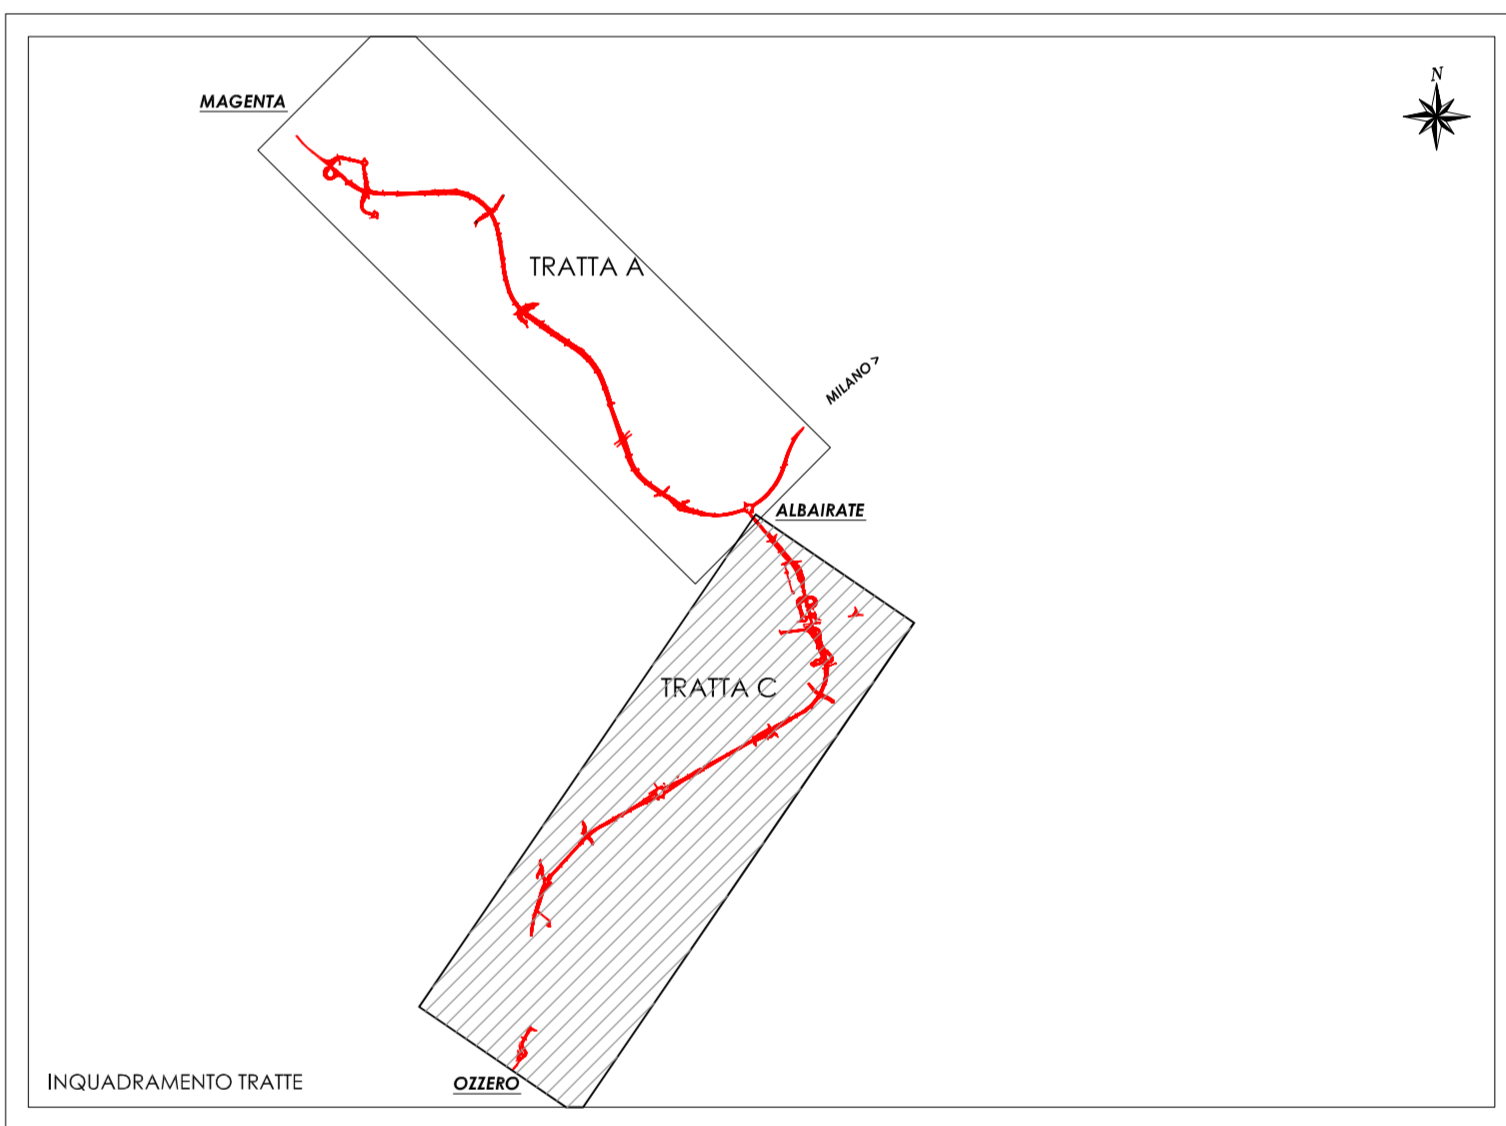 N
MAGENTA
TRATTA A
MILANO >
ALBAIRATE
TRATTA C
INQUADRAMENTO TRATTE
OZZERO